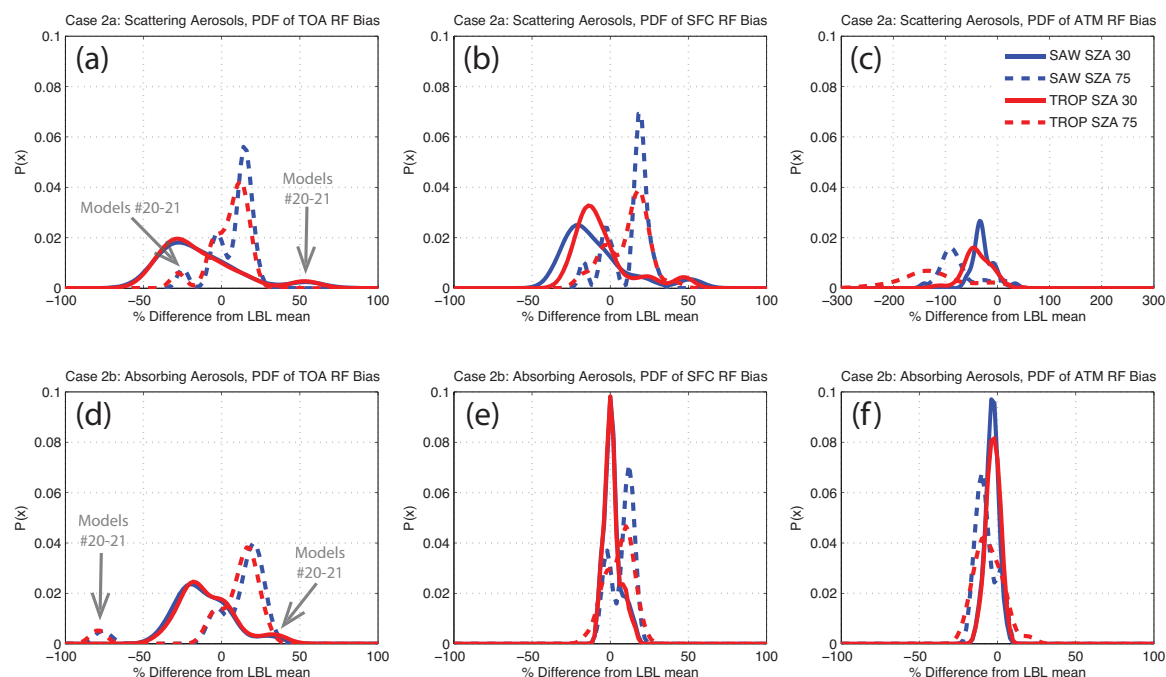 Case 2a: Scattering Aerosols, PDF of TOA RF Bias
(a)
0.1
0.08
0.06
0.04
0.02
0
P(x)
Models #20-21
Models
#20-21
−100
−50
0
50
100
% Difference from LBL mean
Case 2a: Scattering Aerosols, PDF of SFC RF Bias
(b)
0.1
0.08
0.06
0.04
0.02
0
P(x)
−100
−50
0
50
100
% Difference from LBL mean
Case 2a: Scattering Aerosols, PDF of ATM RF Bias
(c)
SAW SZA 30
SAW SZA 75
TROP SZA 30
TROP SZA 75
0.1
0.08
0.06
0.04
0.02
0
P(x)
−300
−200
−100
0
100
200
300
% Difference from LBL mean
Case 2b: Absorbing Aerosols, PDF of TOA RF Bias
(d)
0.1
0.08
0.06
0.04
0.02
0
P(x)
Models
#20-21
Models
#20-21
−100
−50
0
50
100
% Difference from LBL mean
Case 2b: Absorbing Aerosols, PDF of SFC RF Bias
(e)
0.1
0.08
0.06
0.04
0.02
0
P(x)
−100
−50
0
50
100
% Difference from LBL mean
Case 2b: Absorbing Aerosols, PDF of ATM RF Bias
(f)
0.1
0.08
0.06
0.04
0.02
0
P(x)
−100
−50
0
50
100
% Difference from LBL mean